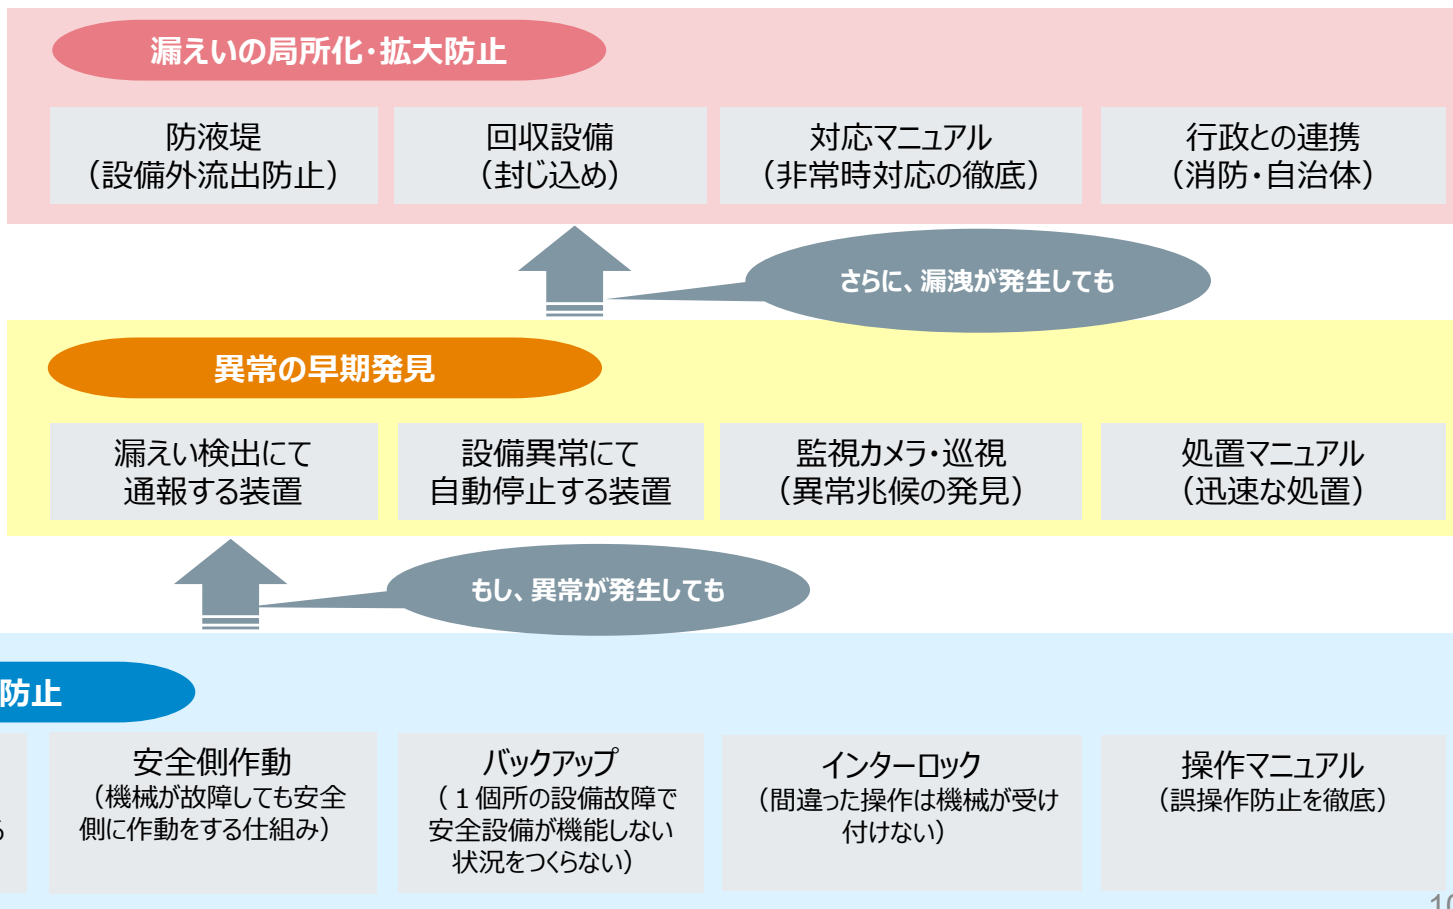 漏えいの局所化・拡大防止
防液堤
（設備外流出防止）
回収設備
（封じ込め）
対応マニュアル
（非常時対応の徹底）
行政との連携
（消防・自治体）
さらに、漏洩が発生しても
異常の早期発見
漏えい検出にて
通報する装置
設備異常にて
自動停止する装置
監視カメラ・巡視
（異常兆候の発見）
処置マニュアル
（迅速な処置）
もし、異常が発生しても
防止
る
安全側作動
（機械が故障しても安全
側に作動をする仕組み）
バックアップ
（１個所の設備故障で
安全設備が機能しない
状況をつくらない）
インターロック
（間違った操作は機械が受け
付けない）
操作マニュアル
（誤操作防止を徹底）
10